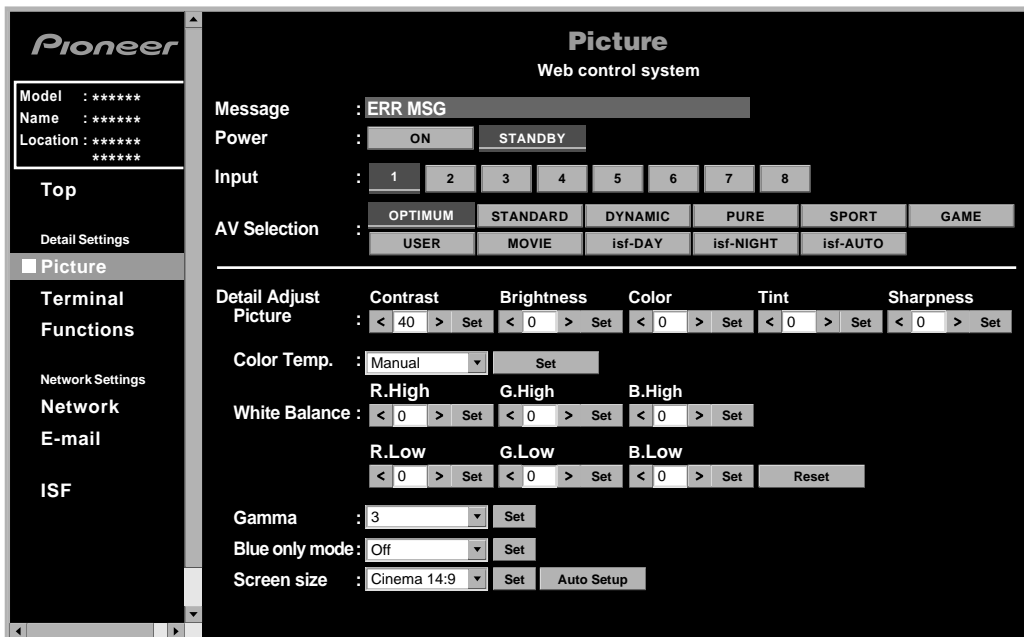 Pioneer
Model : ******
Name : ******
Location : ******
******
Top
Detail Settings
Picture
Terminal
Functions
Network Settings
Network
E-mail
ISF
Picture
Web control system
Message : ERR MSG
Power : ON STANDBY
Input : 1 2 3 4 5 6 7 8
AV Selection : OPTIMUM STANDARD DYNAMIC PURE SPORT GAME
USER MOVIE isf-DAY isf-NIGHT isf-AUTO
Detail Adjust Contrast Brightness Color Tint Sharpness
Picture : < 40 > Set < 0 > Set < 0 > Set < 0 > Set < 0 > Set
Color Temp. : Manual Set
R.High G.High B.High
White Balance : < 0 > Set < 0 > Set < 0 > Set
R.Low G.Low B.Low
< 0 > Set < 0 > Set < 0 > Set Reset
Gamma : 3 Set
Blue only mode : Off Set
Screen size : Cinema 14:9 Set Auto Setup